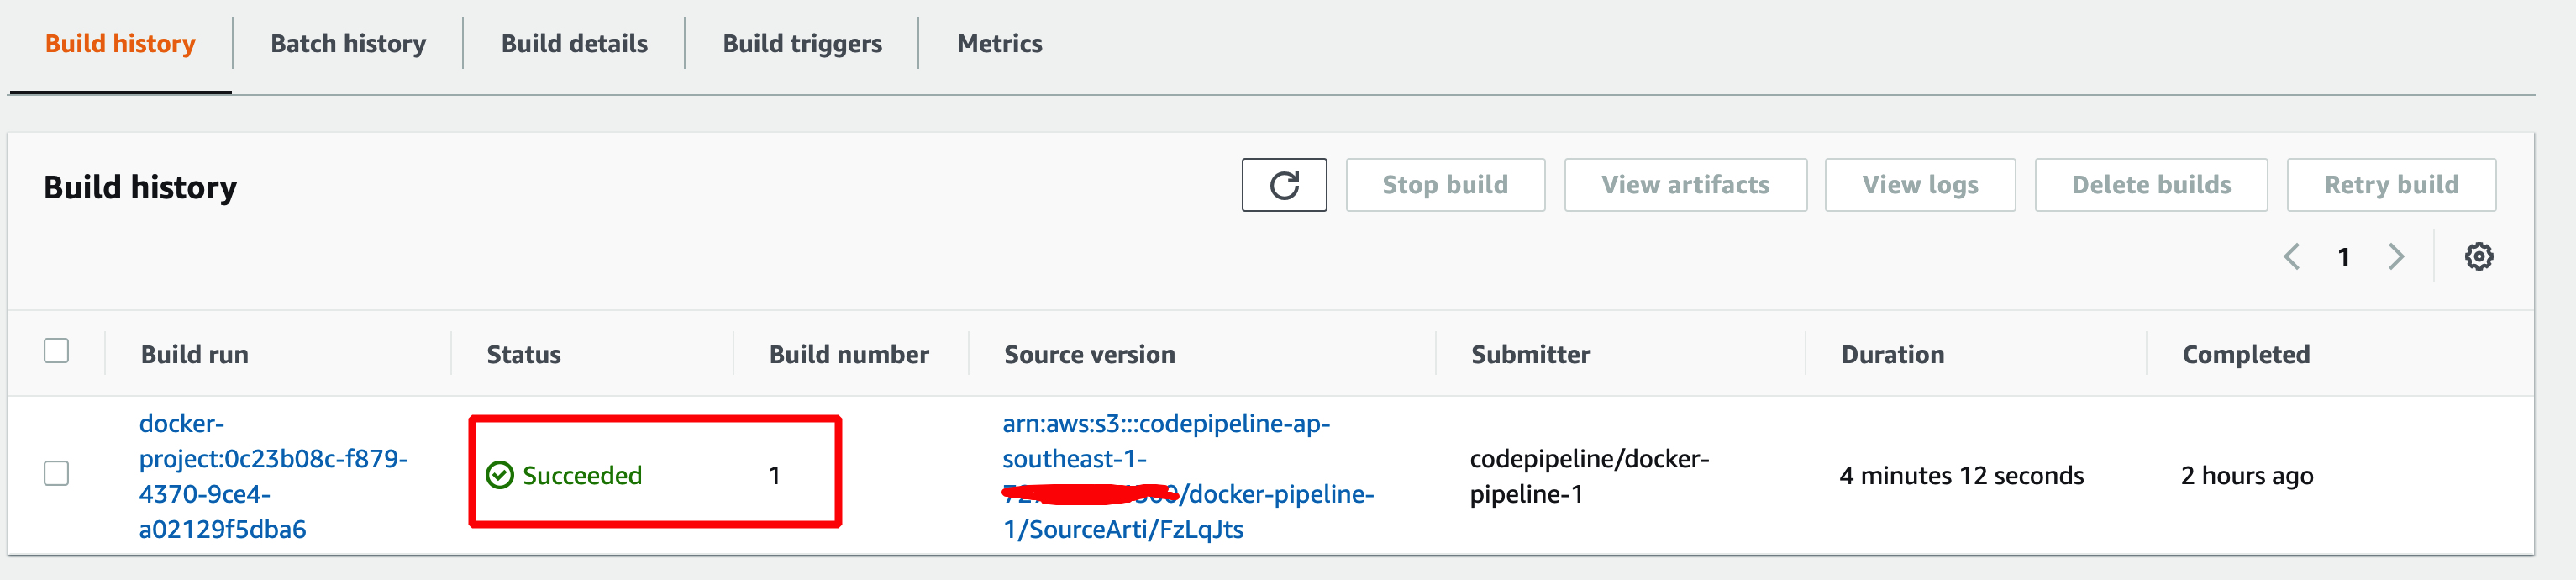 Build history Batch history Build details Build triggers Metrics
Build history Stop build View artifacts View logs Delete builds Retry build
1
Build run Status Build number Source version Submitter Duration Completed
docker-
project:0c23b08c-f879-
4370-9ce4-
a02129f5dba6
Succeeded
1
arn:aws:s3:::codepipeline-ap-
southeast-1-
/docker-pipeline-
1/SourceArti/FzLqJts
codepipeline/docker-
pipeline-1
4 minutes 12 seconds
2 hours ago